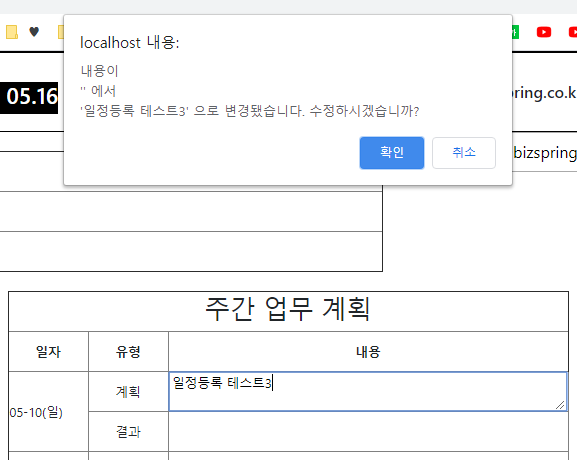 localhost 내용:
내용이
'' 에서
'일정등록 테스트3' 으로 변경됐습니다. 수정하시겠습니까?
확인
취소
05.16
ring.co.k
bizspring
주간 업무 계획
일자
유형
내용
05-10(일)
계획
일정등록 테스트3
결과